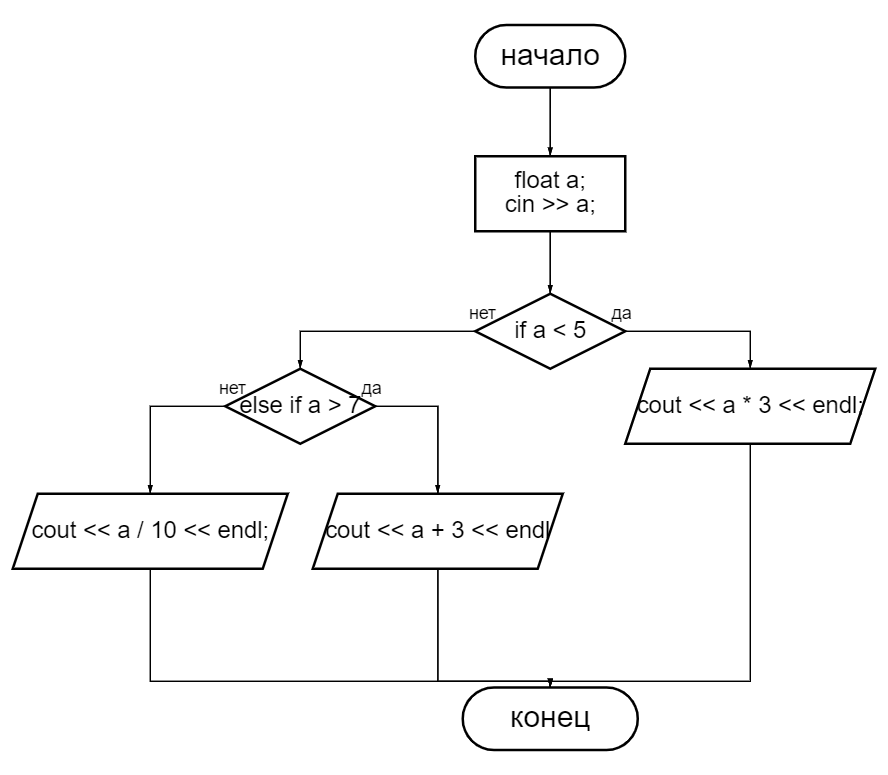 начало
float a;
cin >> a;
нет
да
if a < 5
нет
да
else if a > 7
cout << a * 3 << endl;
cout << a / 10 << endl;
cout << a + 3 << endl
конец